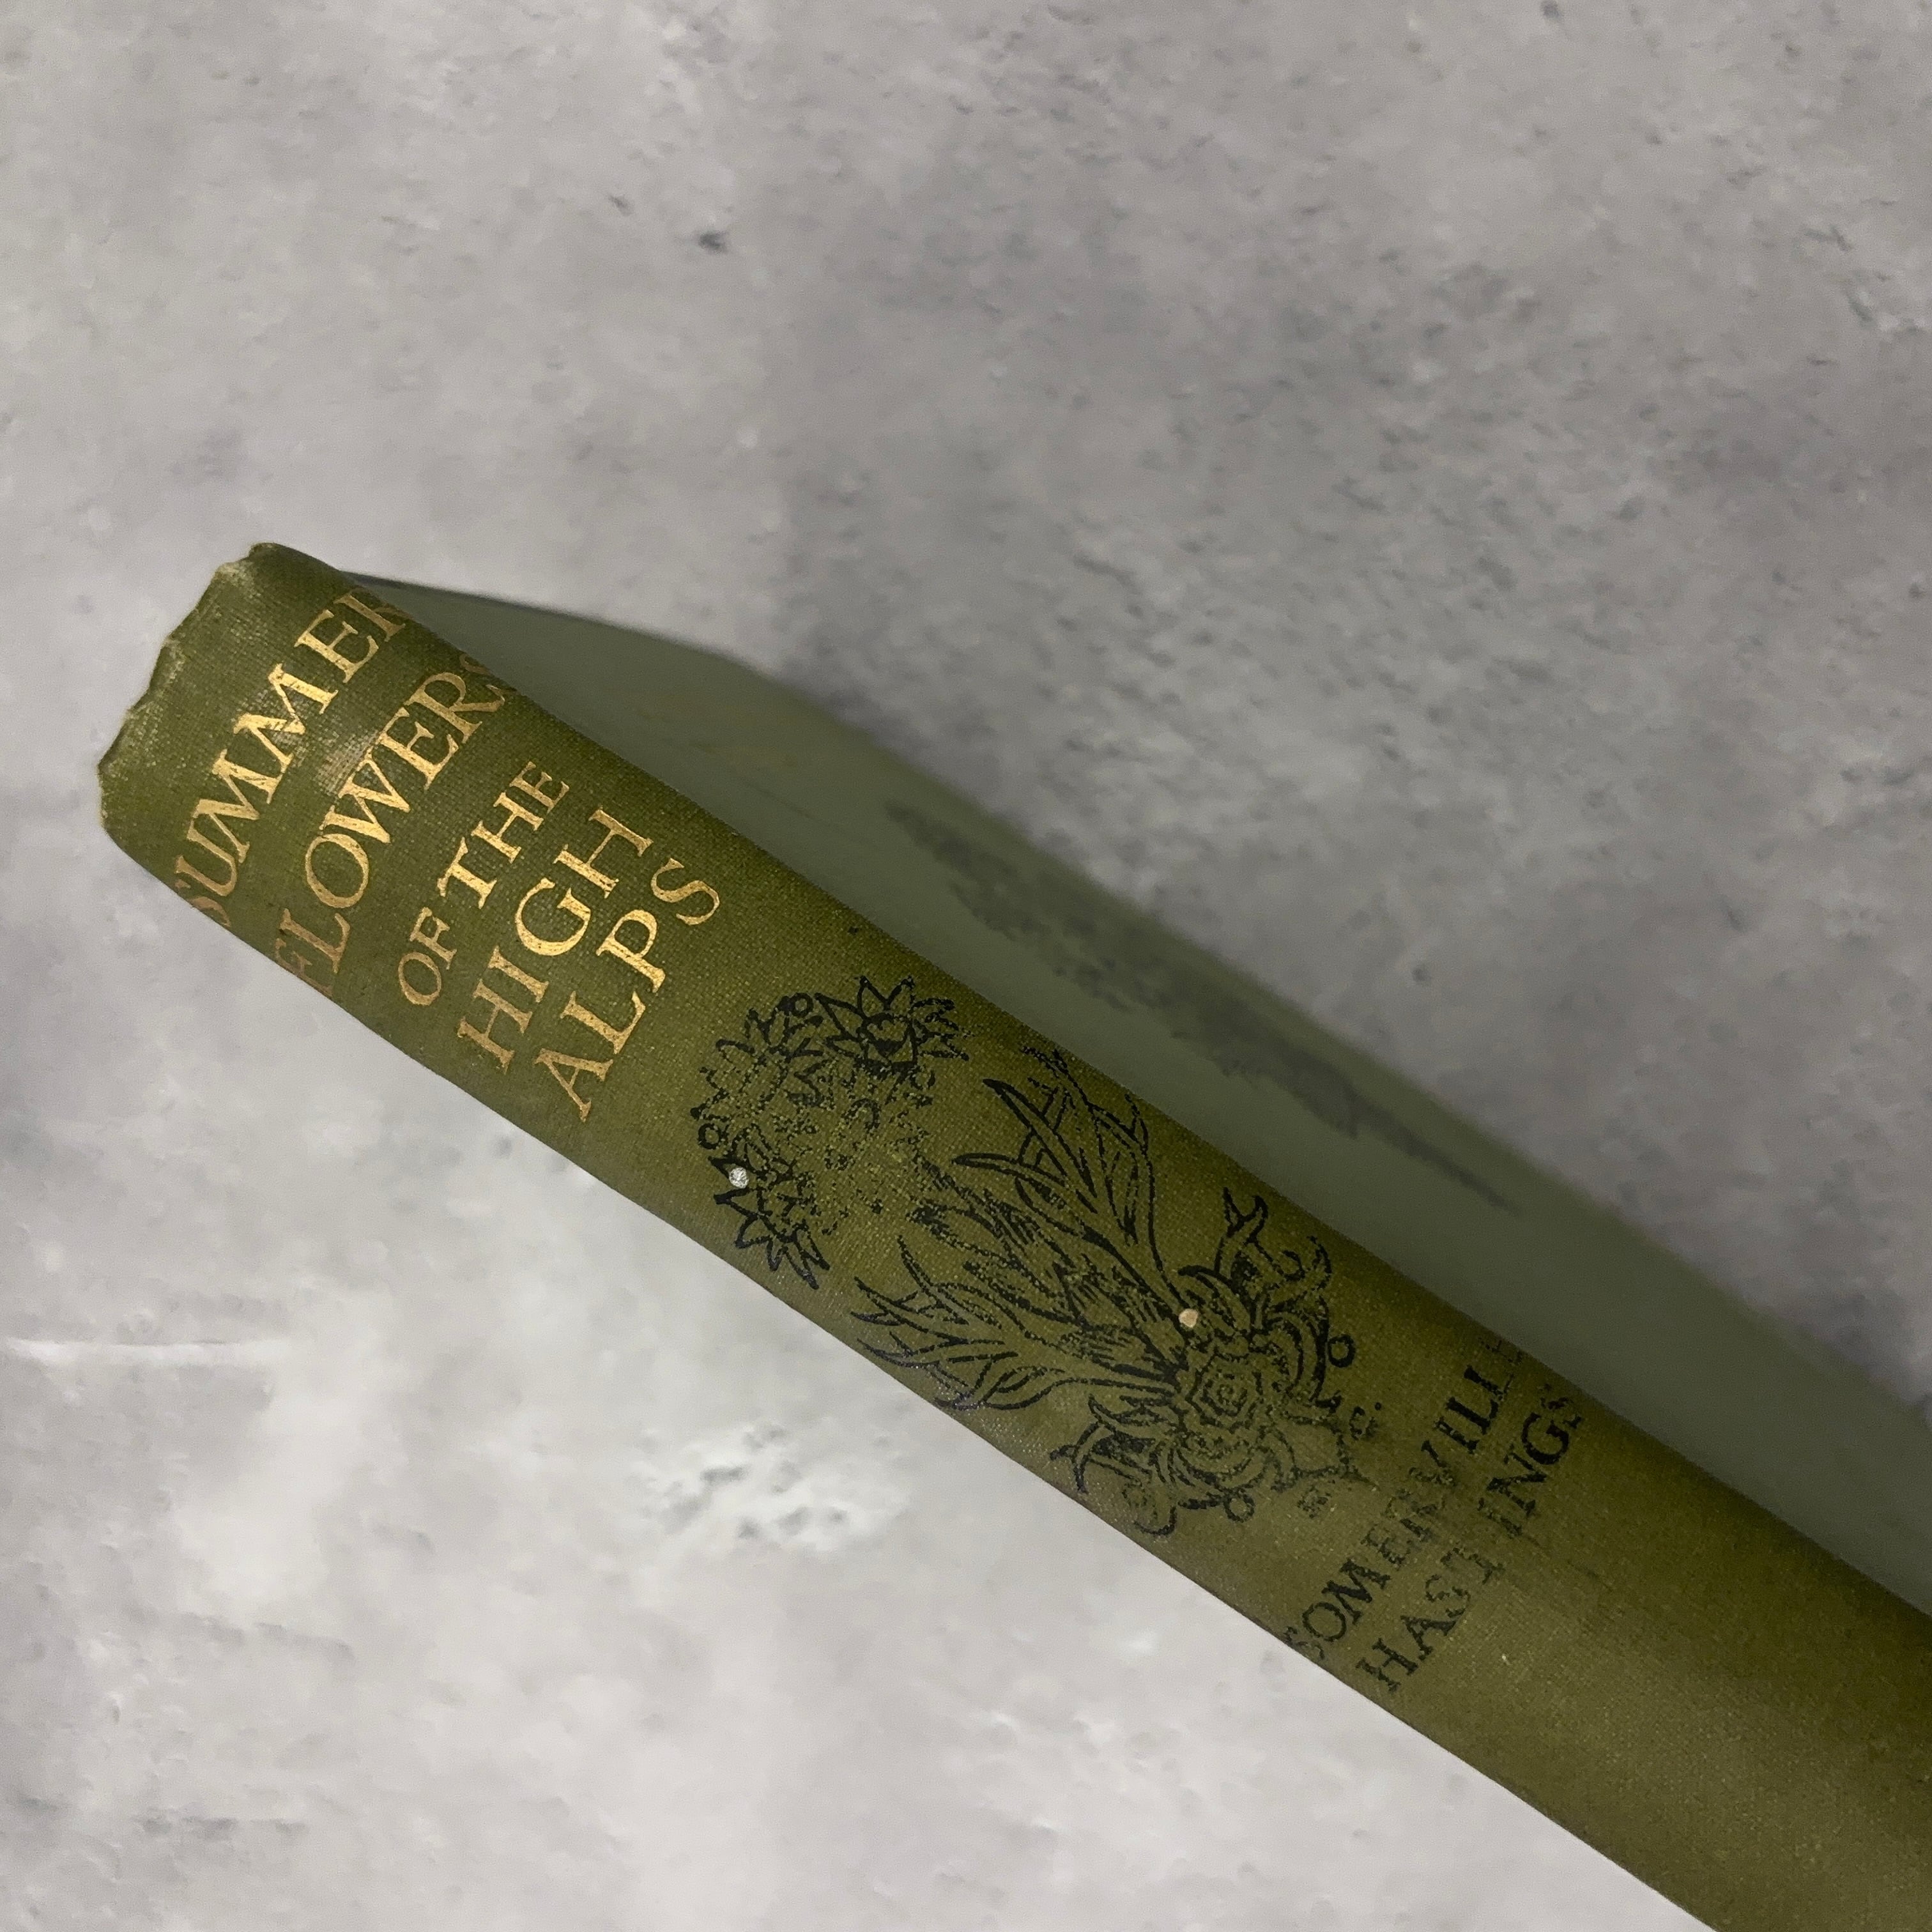 SUMMER
FLOWERS
OF THE
HIGH
ALPS
SOMERVILLE
HASTINGS